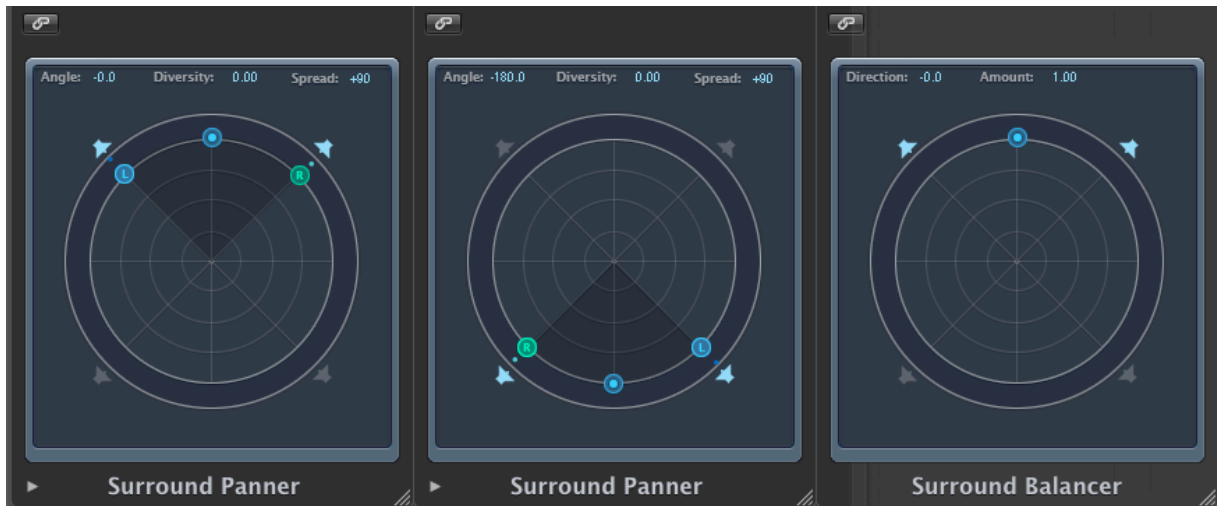 Angle: -0.0 Diversity: 0.00 Spread: +90
L
R
Surround Panner
Angle: -180.0 Diversity: 0.00 Spread: +90
R
L
Surround Panner
Direction: -0.0 Amount: 1.00
Surround Balancer